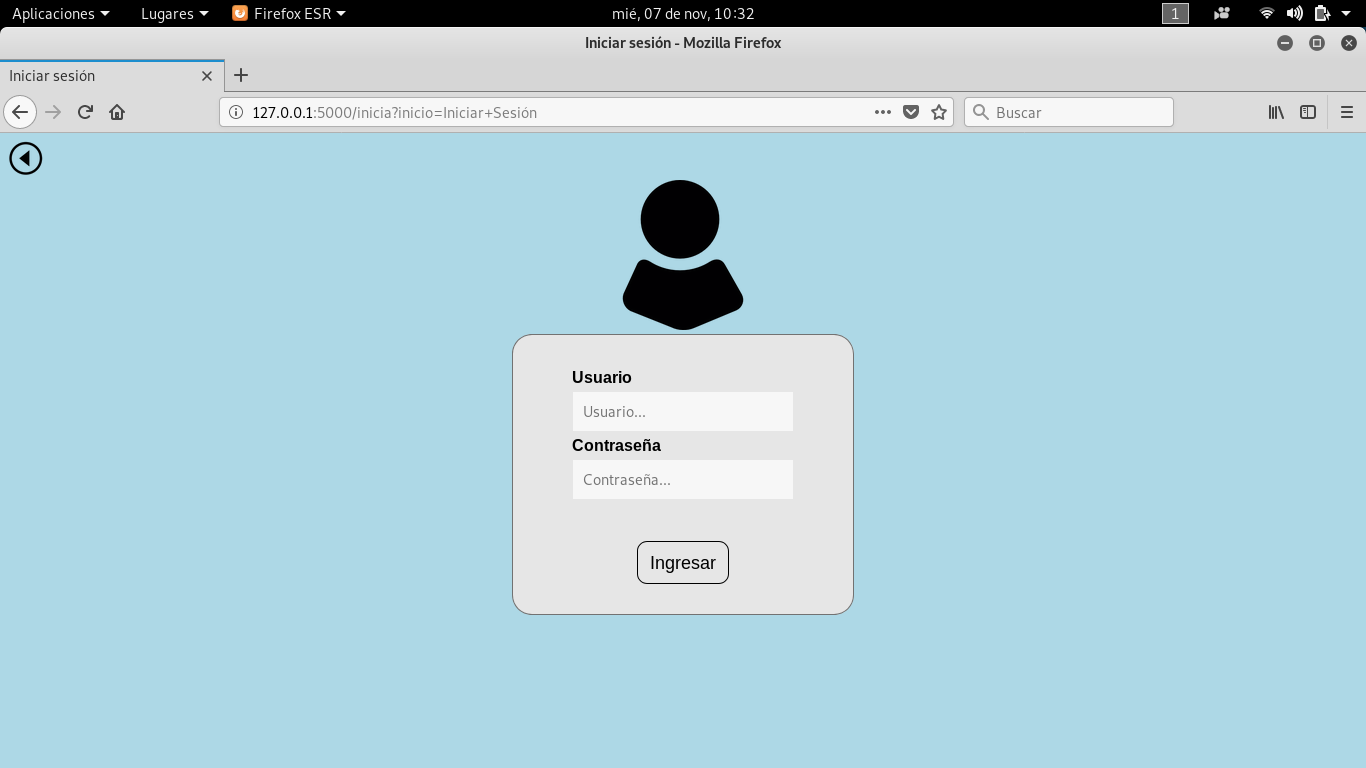 Aplicaciones Lugares Firefox ESR mié, 07 de nov, 10:32 1
Iniciar sesión - Mozilla Firefox
Iniciar sesión
127.0.0.1:5000/inicia?inicio=Iniciar+Sesión Buscar
Usuario
Usuario...
Contraseña
Contraseña...
Ingresar